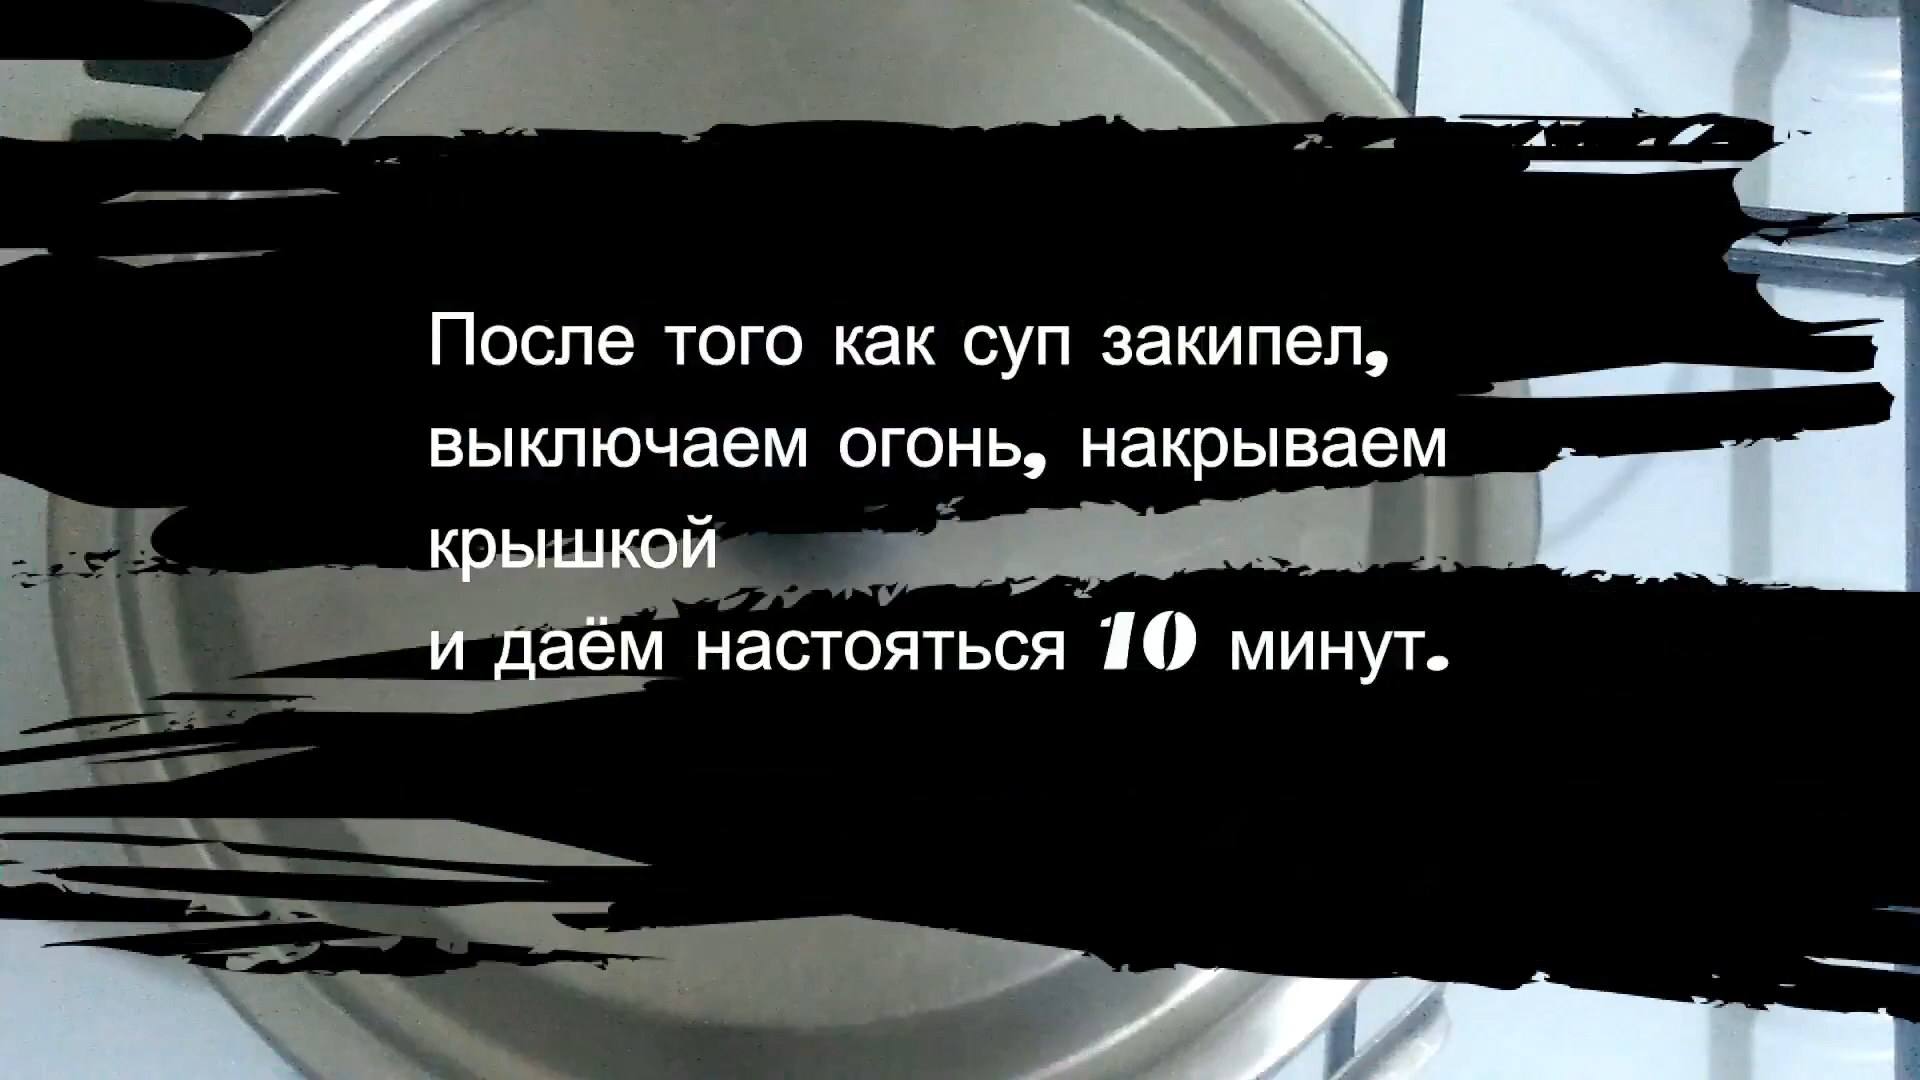 После того как суп закипел,
выключаем огонь, накрываем
крышкой
и даём настояться 10 минут.